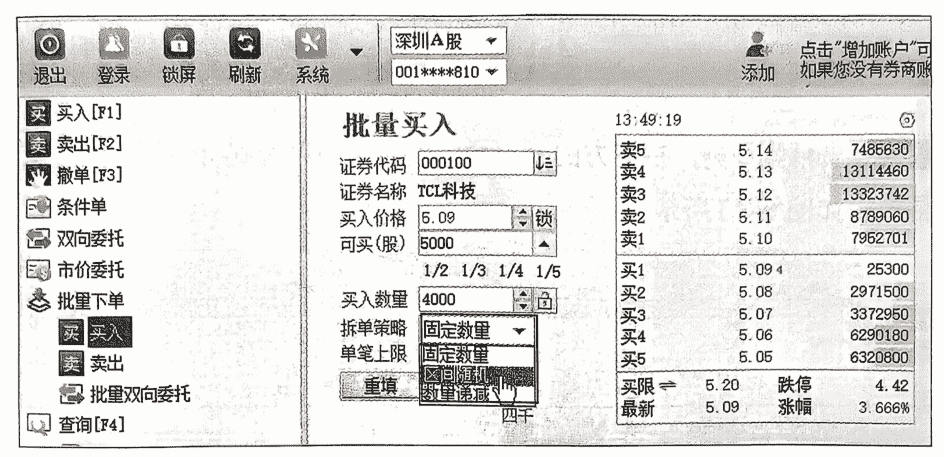 退出 登录 锁屏 刷新 系统
深圳A股
001****810
添加
点击"增加账户"可
如果您没有券商账
买 买入[F1]
卖 卖出[F2]
撤单[F3]
条件单
双向委托
市价委托
批量下单
买 买入
卖 卖出
批量双向委托
查询[F4]
批量买入
证券代码 000100
证券名称 TCL科技
买入价格 5.09 锁
可买(股) 5000
1/2 1/3 1/4 1/5
买入数量 4000
拆单策略 固定数量
单笔上限 固定数量
区间随机
数量递减
重填
四千
13:49:19
卖5 5.14 7485630
卖4 5.13 13114460
卖3 5.12 13323742
卖2 5.11 8789060
卖1 5.10 7952701
买1 5.09 4 25300
买2 5.08 2971500
买3 5.07 3372950
买4 5.06 6290180
买5 5.05 6320800
买限 ⇌ 5.20 跌停 4.42
最新 5.09 涨幅 3.666%